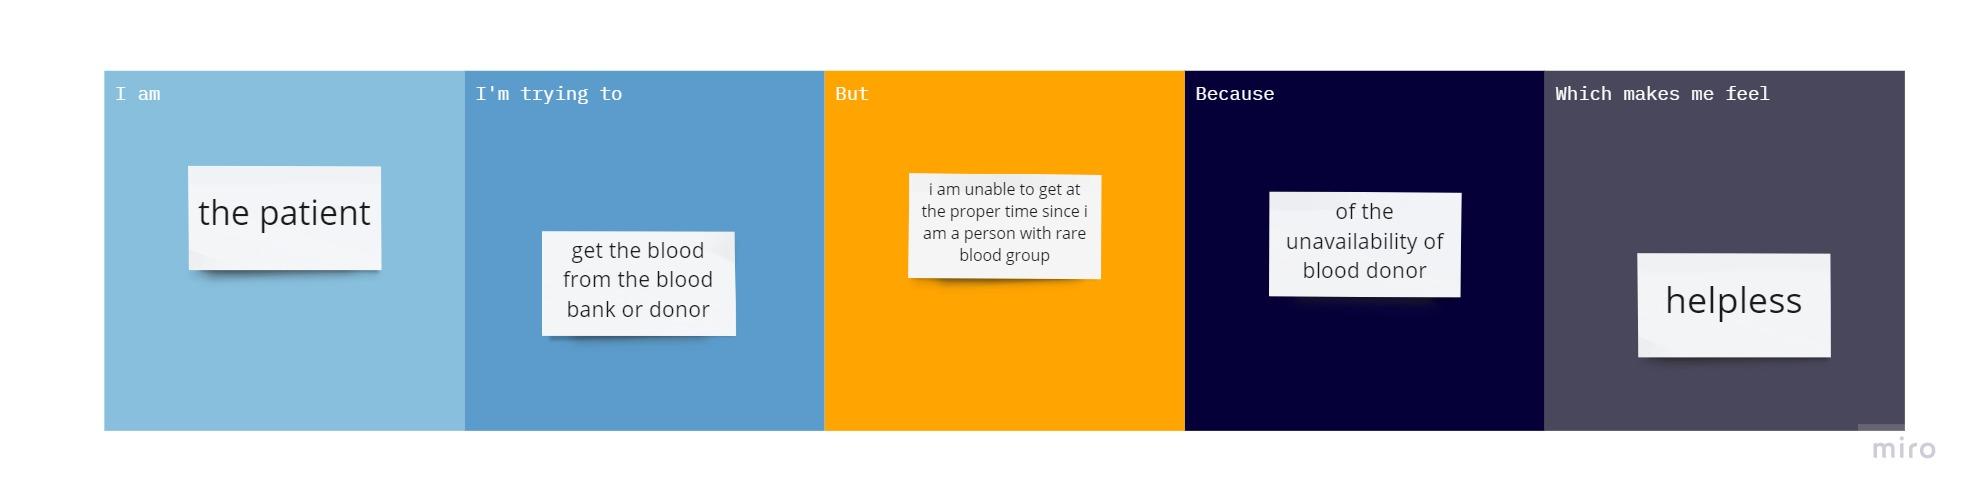 I am
the patient
I'm trying to
get the blood
from the blood
bank or donor
But
i am unable to get at
the proper time since i
am a person with rare
blood group
Because
of the
unavailability of
blood donor
Which makes me feel
helpless
miro